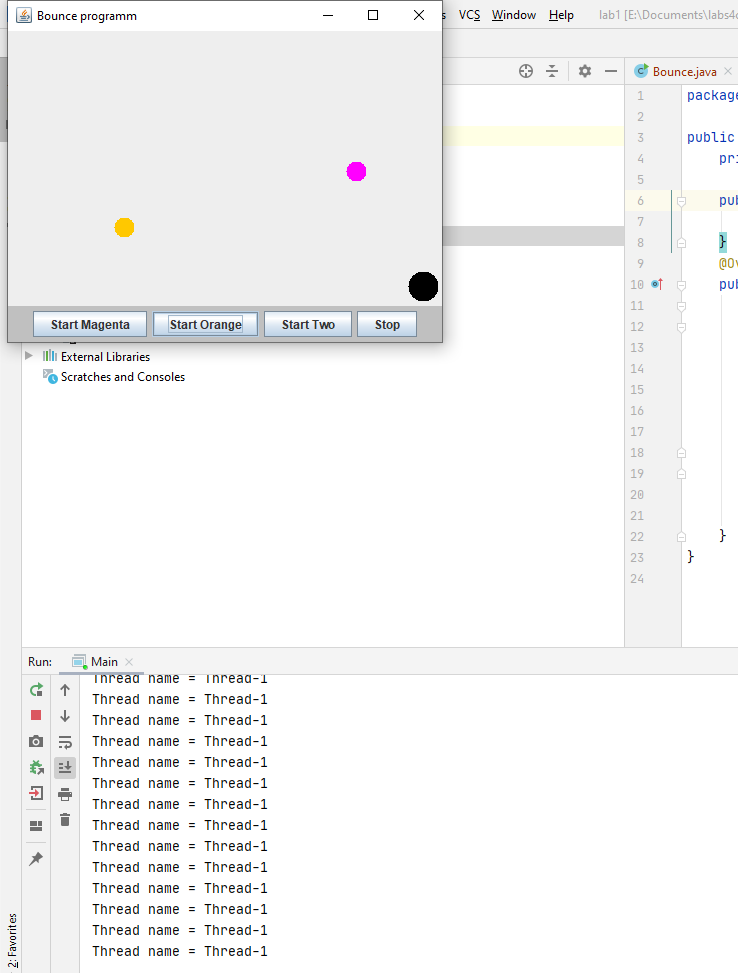 Bounce programm
VCS Window Help
lab1 [E:\Documents\labs4
Bounce.java
1 package
2
3 public
4 pri
5
6 pub
7
8 }
9 @Ov
10 pub
11
12
13
14
15
16
17
18
19
20
21
22 }
23 }
24
Start Magenta Start Orange Start Two Stop
External Libraries
Scratches and Consoles
Run: Main
Thread name = Thread-1
Thread name = Thread-1
Thread name = Thread-1
Thread name = Thread-1
Thread name = Thread-1
Thread name = Thread-1
Thread name = Thread-1
Thread name = Thread-1
Thread name = Thread-1
Thread name = Thread-1
Thread name = Thread-1
Thread name = Thread-1
Thread name = Thread-1
Thread name = Thread-1
2: Favorites